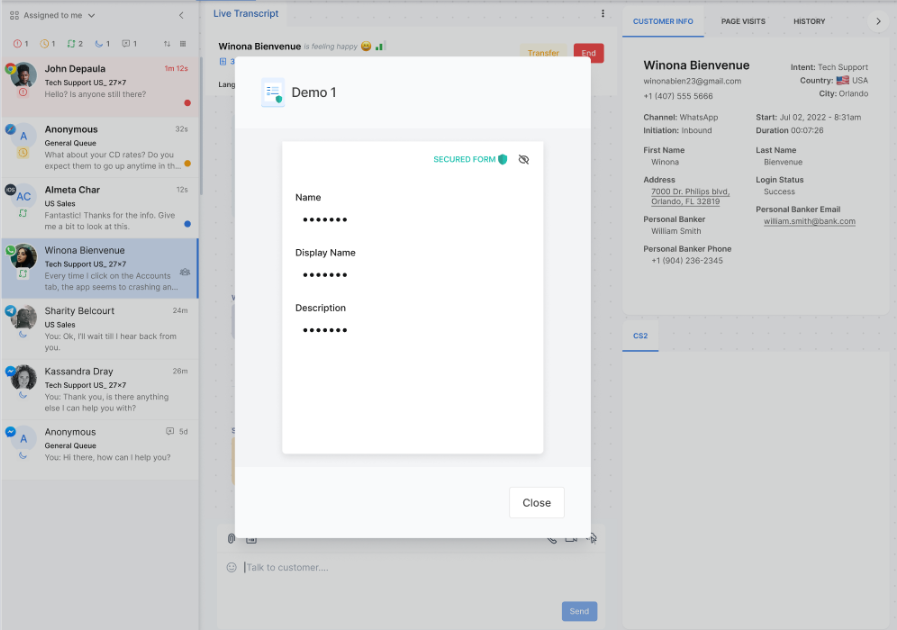 Assigned to me
1
1
2
1
1
John Depaula
1m 12s
Tech Support US_ 27x7
Hello? Is anyone still there?
A
Anonymous
32s
General Queue
What about your CD rates? Do you
expect them to up anytime in th...
iOS
AC
Almeta Char
12s
US Sales
Fantastic! Thanks for the info. Give
me a bit to look at this.
Winona Bienvenue
Tech Support US_ 27x7
Every time I click on the Accounts
tab, the app seems to crashing an...
Sharity Belcourt
24m
US Sales
You: Ok, I'll wait till I hear back from
you.
Kassandra Dray
26m
Tech Support US_ 27x7
You: Thank you, is there anything
else I can help you with?
A
Anonymous
5d
General Queue
You: Hi there, how can I help you?
Live Transcript
Winona Bienvenue is feeling happy
Transfer
End
3
Lang
Demo 1
SECURED FORM
Name
•••••••
Display Name
•••••••
Description
•••••••
Close
Talk to customer....
Send
CUSTOMER INFO
PAGE VISITS
HISTORY
Winona Bienvenue
winonabien23@gmail.com
+1 (407) 555 5666
Intent: Tech Support
Country: USA
City: Orlando
Channel: WhatsApp
Initiation: Inbound
Start: Jul 02, 2022 - 8:31am
Duration 00:07:26
First Name
Winona
Last Name
Bienvenue
Address
7000 Dr. Philips blvd,
Orlando, FL 32819
Login Status
Success
Personal Banker
William Smith
Personal Banker Email
william.smith@bank.com
Personal Banker Phone
+1 (904) 236-2345
CS2